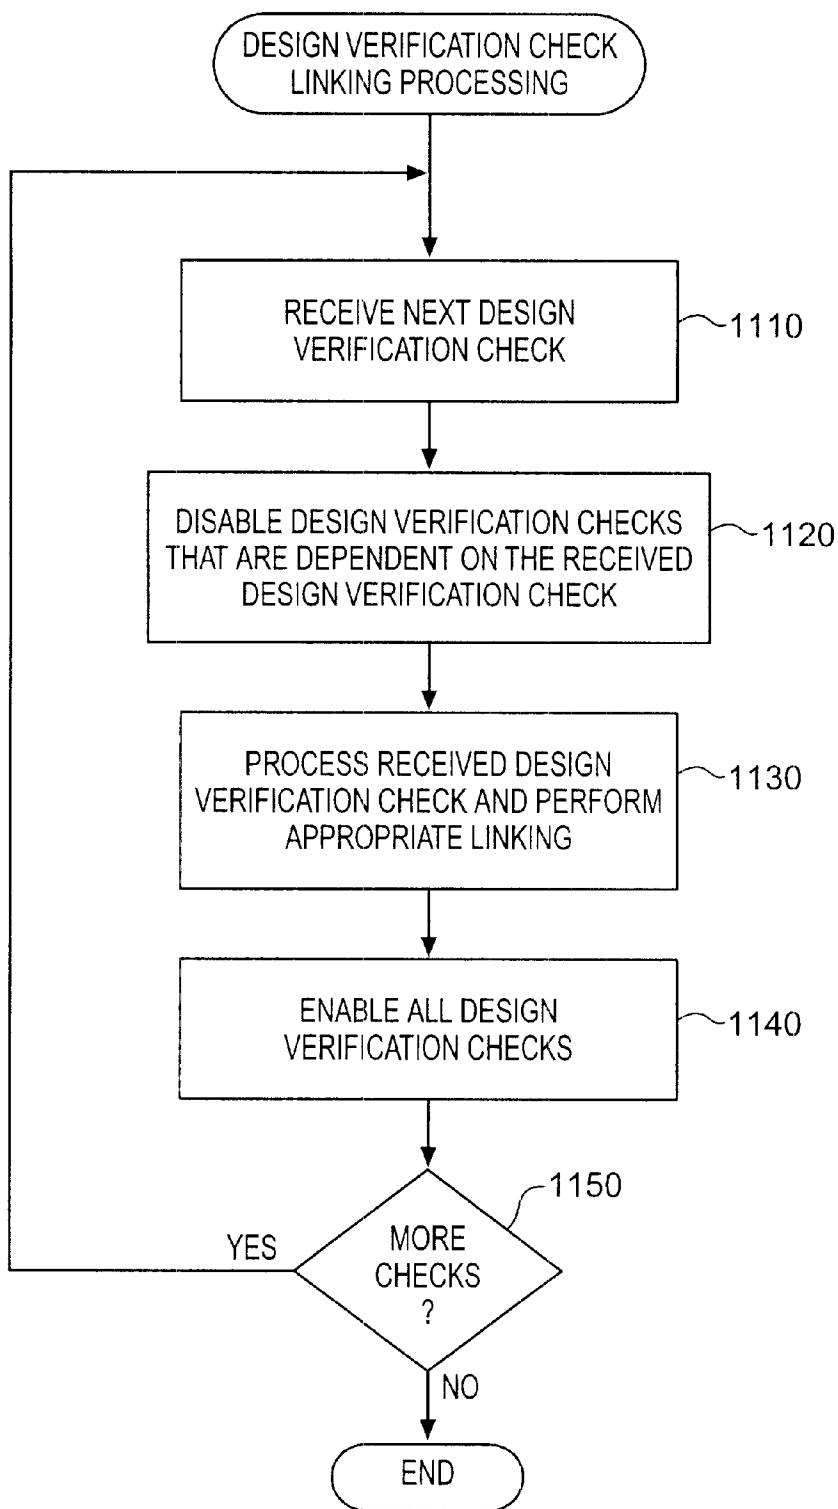 DESIGN VERIFICATION CHECK
LINKING PROCESSING
RECEIVE NEXT DESIGN
VERIFICATION CHECK
1110
DISABLE DESIGN VERIFICATION CHECKS
THAT ARE DEPENDENT ON THE RECEIVED
DESIGN VERIFICATION CHECK
1120
PROCESS RECEIVED DESIGN
VERIFICATION CHECK AND PERFORM
APPROPRIATE LINKING
1130
ENABLE ALL DESIGN
VERIFICATION CHECKS
1140
1150
YES
MORE
CHECKS
?
NO
END